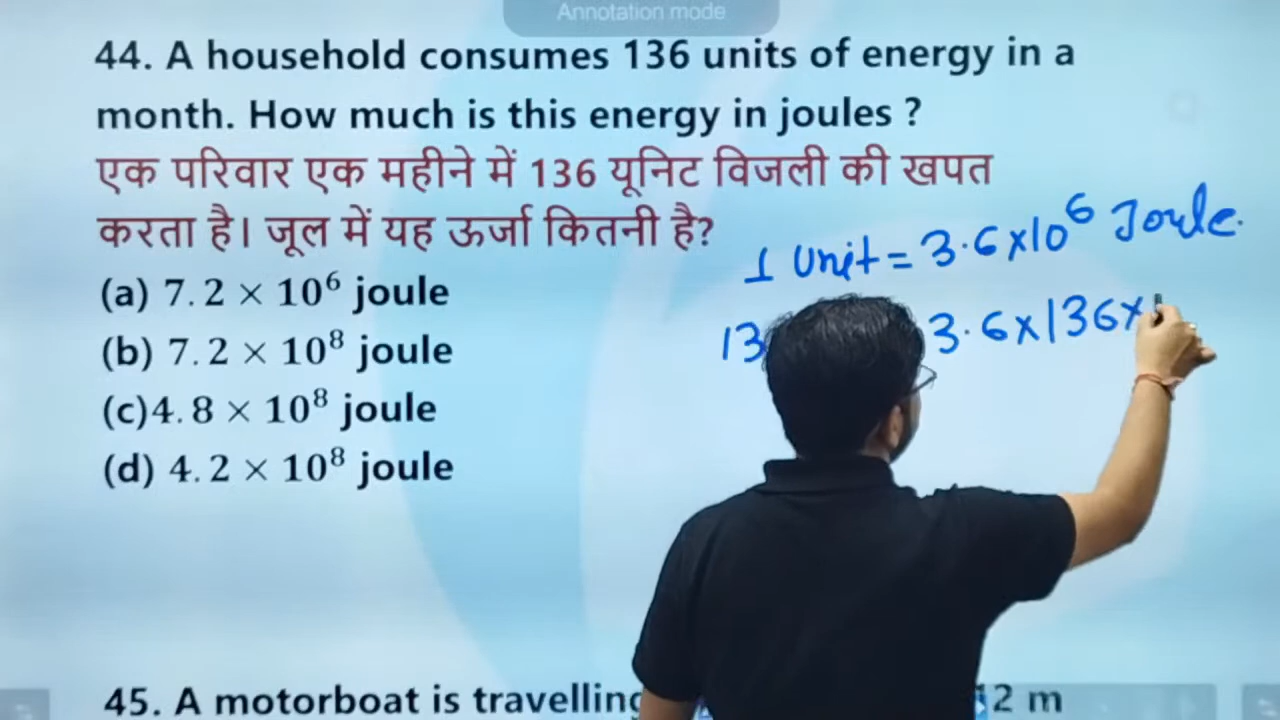 Annotation mode
44. A household consumes 136 units of energy in a
month. How much is this energy in joules ?
एक परिवार एक महीने में 136 यूनिट विजली की खपत
करता है। जूल में यह ऊर्जा कितनी है?
1 Unit = 3.6×10⁶ Joule.
(a) 7.2 × 10⁶ joule
13 3.6×136×
(b) 7.2 × 10⁸ joule
(c)4.8 × 10⁸ joule
(d) 4.2 × 10⁸ joule
45. A motorboat is travelling 2 m